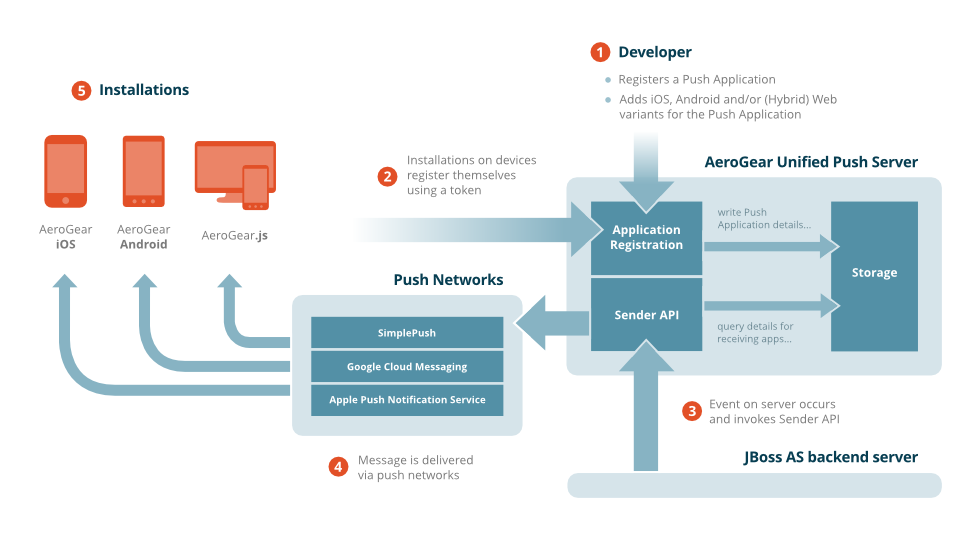 1 Developer
Registers a Push Application
Adds iOS, Android and/or (Hybrid) Web
variants for the Push Application
5 Installations
AeroGear
iOS
AeroGear
Android
AeroGear.js
2 Installations on devices
register themselves
using a token
AeroGear Unified Push Server
Application
Registration
write Push
Application details...
Storage
Sender API
query details for
receiving apps...
Push Networks
SimplePush
Google Cloud Messaging
Apple Push Notification Service
3 Event on server occurs
and invokes Sender API
4 Message is delivered
via push networks
JBoss AS backend server